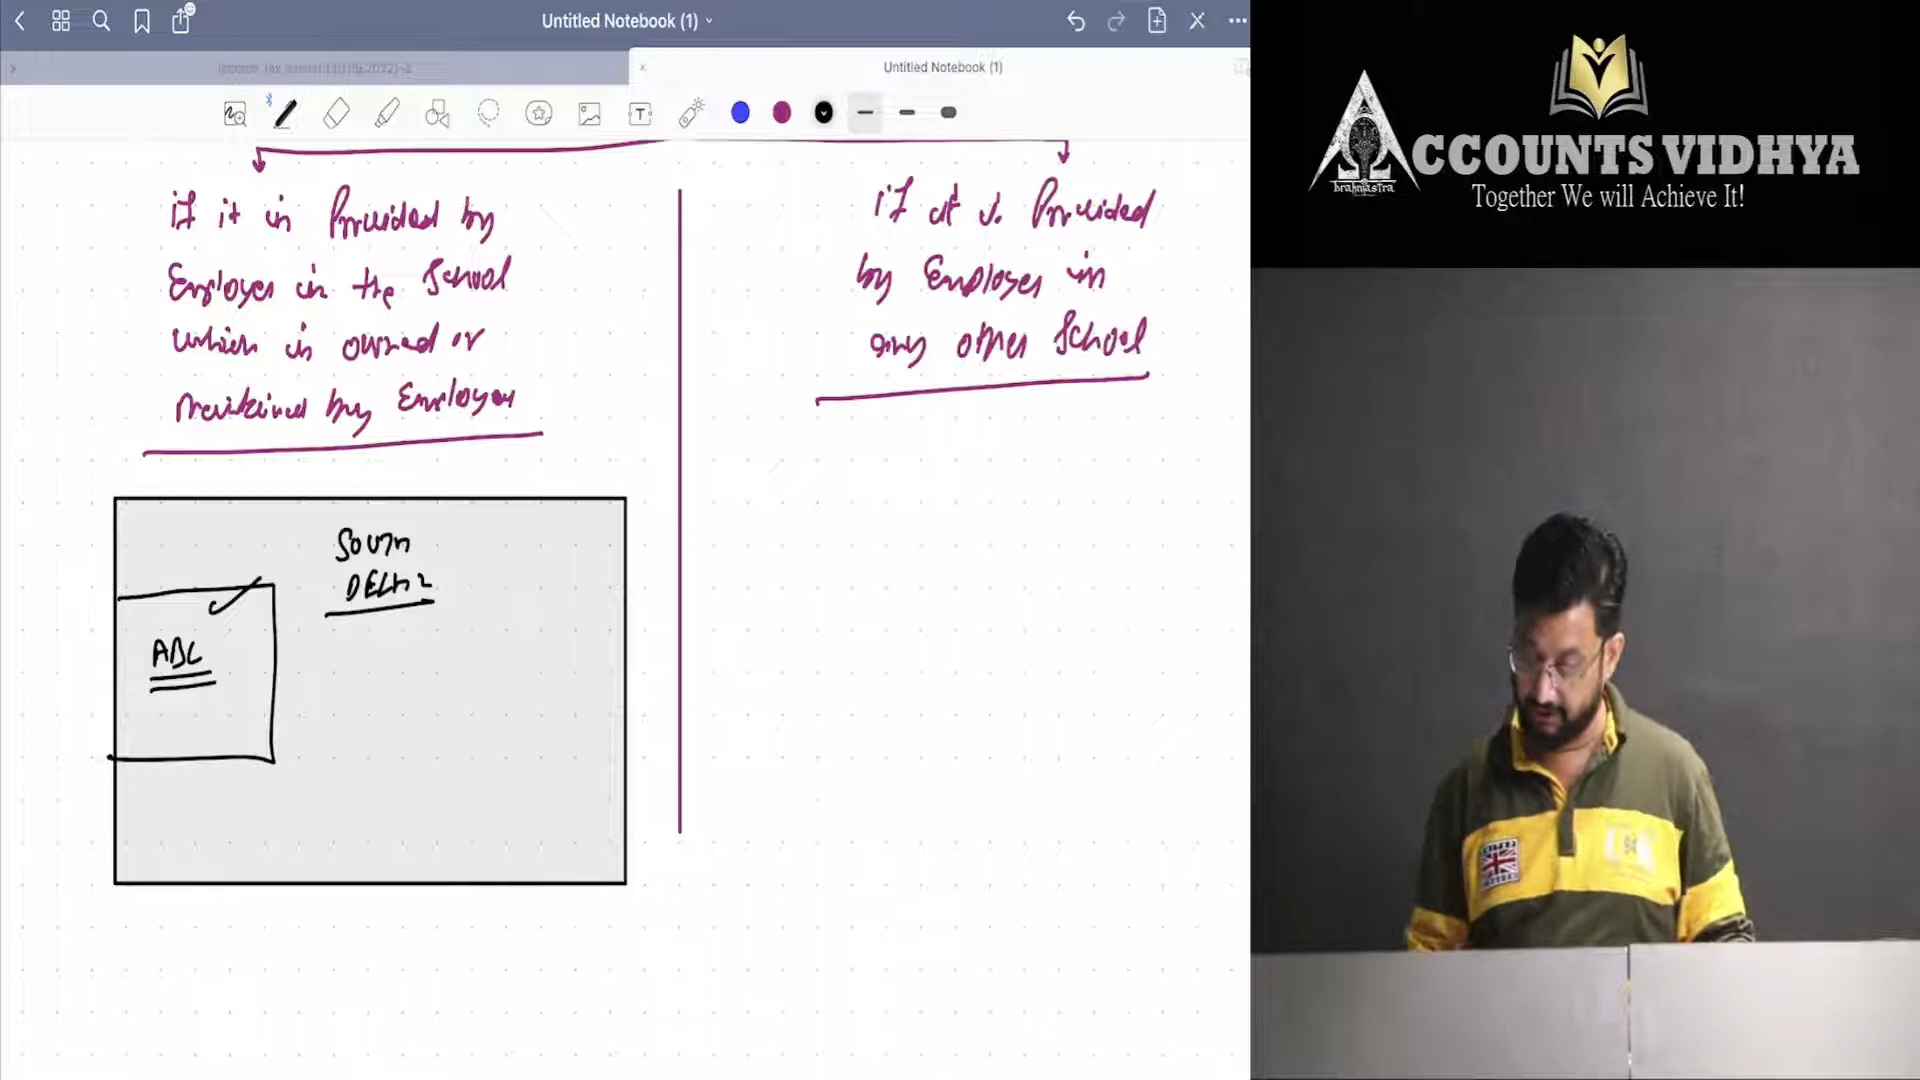 Untitled Notebook (1)
Untitled Notebook (1)
T
if it is Provided by
Employer in the School
which is owned or
by Employer
if it is Provided
by Employer in
any other School
SOUTH
DELHI
ABC
ACCOUNTS VIDHYA
brahmastra
Together We will Achieve It!